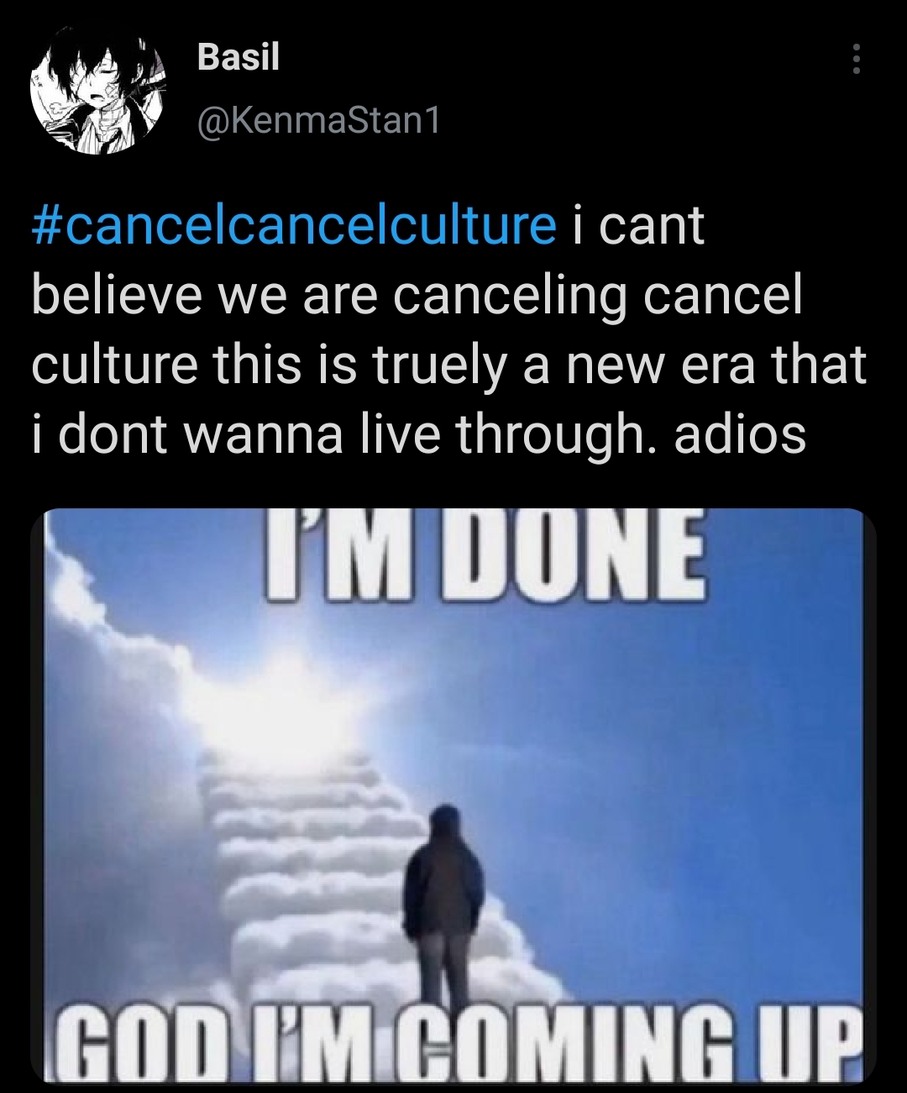 Basil
@KenmaStan1
#cancelcancelculture i cant
believe we are canceling cancel
culture this is truely a new era that
i dont wanna live through. adios
I'M DONE
GOD I'M COMING UP